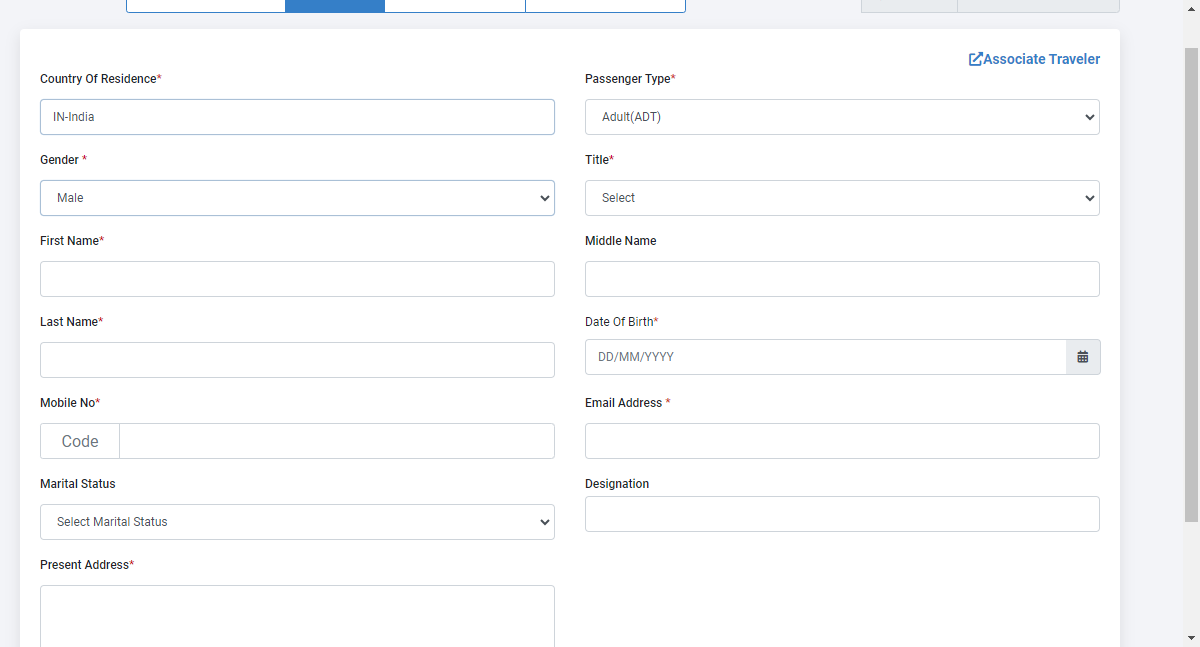 Associate Traveler
Country Of Residence*
Passenger Type*
IN-India
Adult(ADT)
Gender *
Title*
Male
Select
First Name*
Middle Name
Last Name*
Date Of Birth*
DD/MM/YYYY
Mobile No*
Email Address *
Code
Marital Status
Designation
Select Marital Status
Present Address*